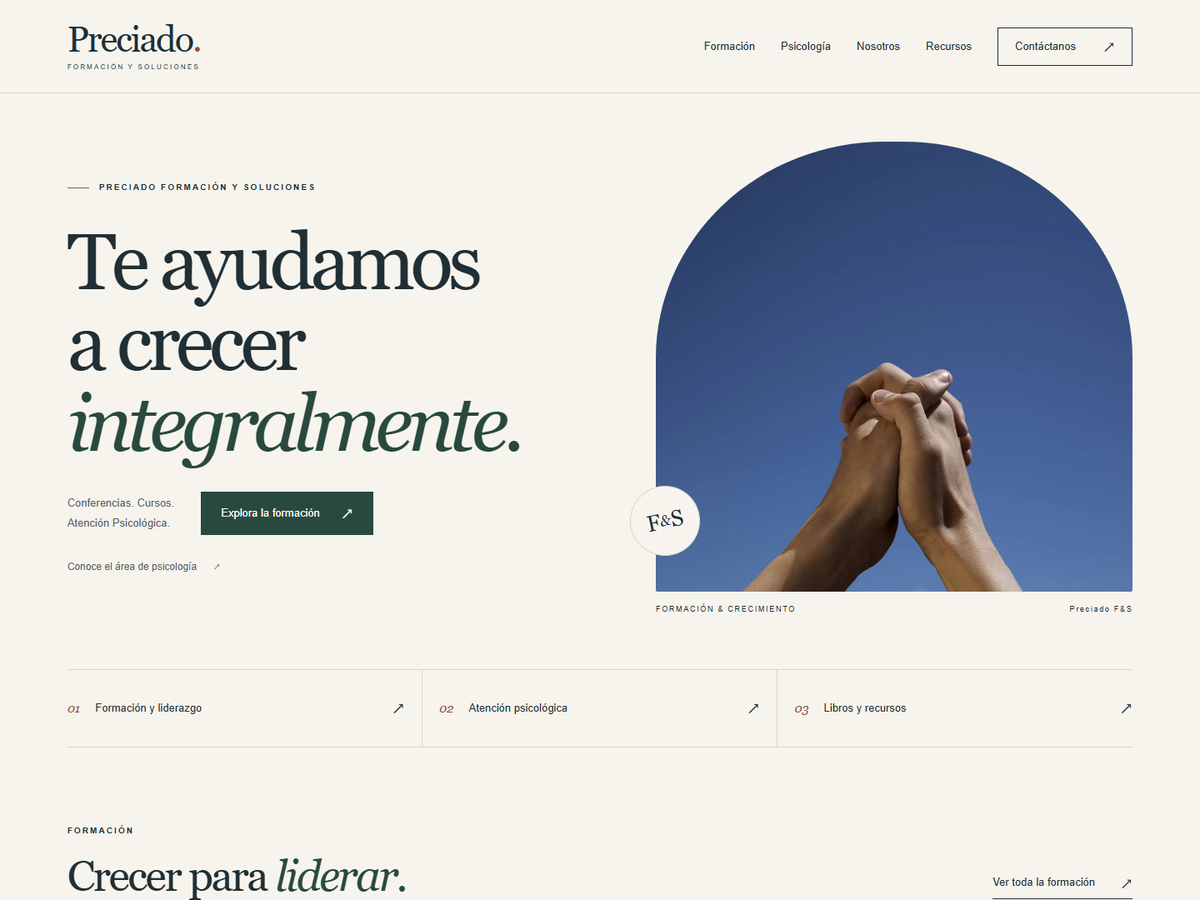 Preciado.
FORMACIÓN Y SOLUCIONES
Formación
Psicología
Nosotros
Recursos
Contáctanos ↗
PRECIADO FORMACIÓN Y SOLUCIONES
Te ayudamos
a crecer
integralmente.
Conferencias. Cursos.
Atención Psicológica.
Explora la formación ↗
Conoce el área de psicología ↗
F&S
FORMACIÓN & CRECIMIENTO
Preciado F&S
01 Formación y liderazgo ↗
02 Atención psicológica ↗
03 Libros y recursos ↗
FORMACIÓN
Crecer para liderar.
Ver toda la formación ↗